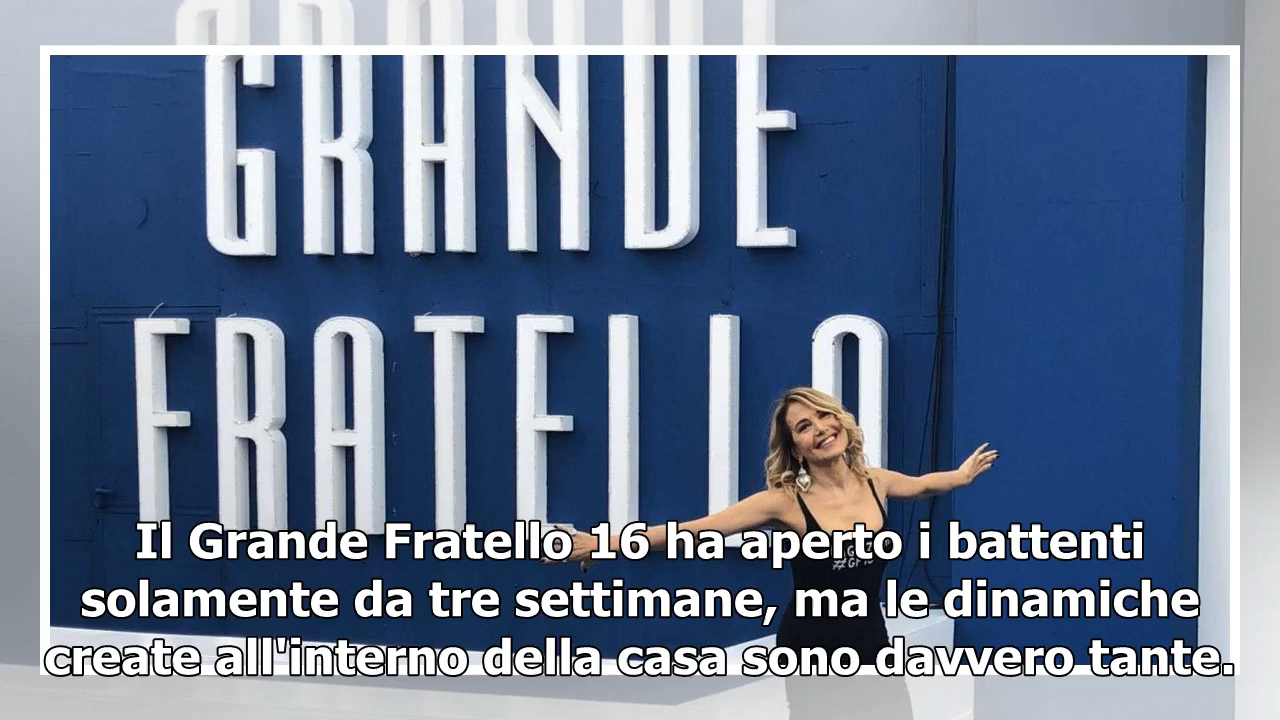 GRANDE
FRATELLO
#GF15
Il Grande Fratello 16 ha aperto i battenti
solamente da tre settimane, ma le dinamiche
create all'interno della casa sono davvero tante.